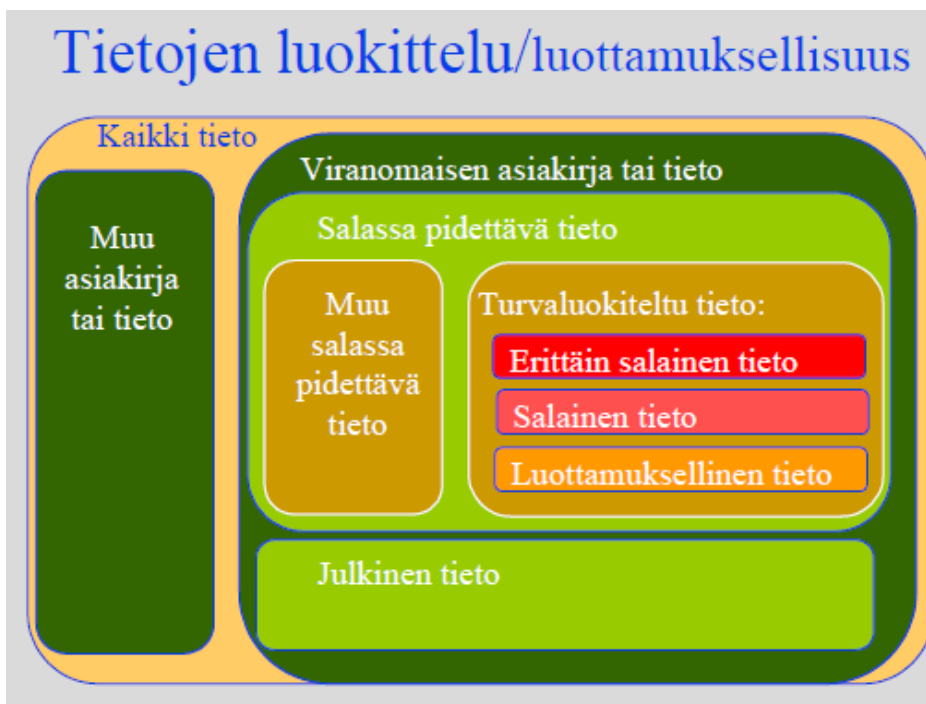 Tietojen luokittelu/luottamuksellisuus
Kaikki tieto
Muu
asiakirja
tai tieto
Viranomaisen asiakirja tai tieto
Salassa pidettävä tieto
Muu
salassa
pidettävä
tieto
Turvaluokiteltu tieto:
Erittäin salainen tieto
Salainen tieto
Luottamuksellinen tieto
Julkinen tieto